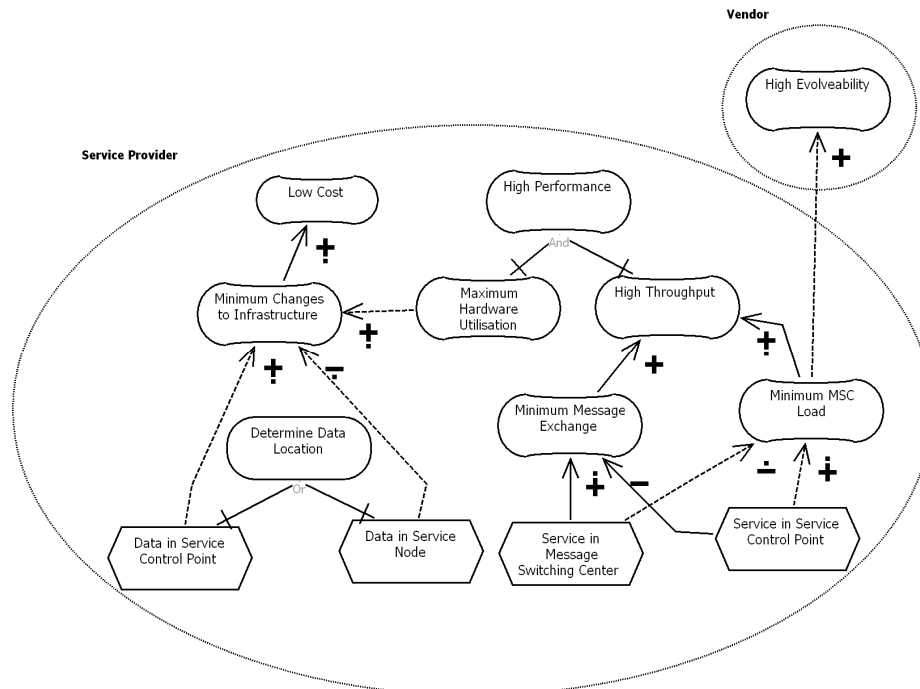 Vendor
High Evolveability
+
Service Provider
Low Cost
High Performance
And
Minimum Changes
to Infrastructure
Maximum
Hardware
Utilisation
High Throughput
+
Minimum Message
Exchange
Minimum MSC
Load
Determine Data
Location
Or
−
Data in Service
Control Point
Data in Service
Node
Service in
Message
Switching Center
Service in Service
Control Point